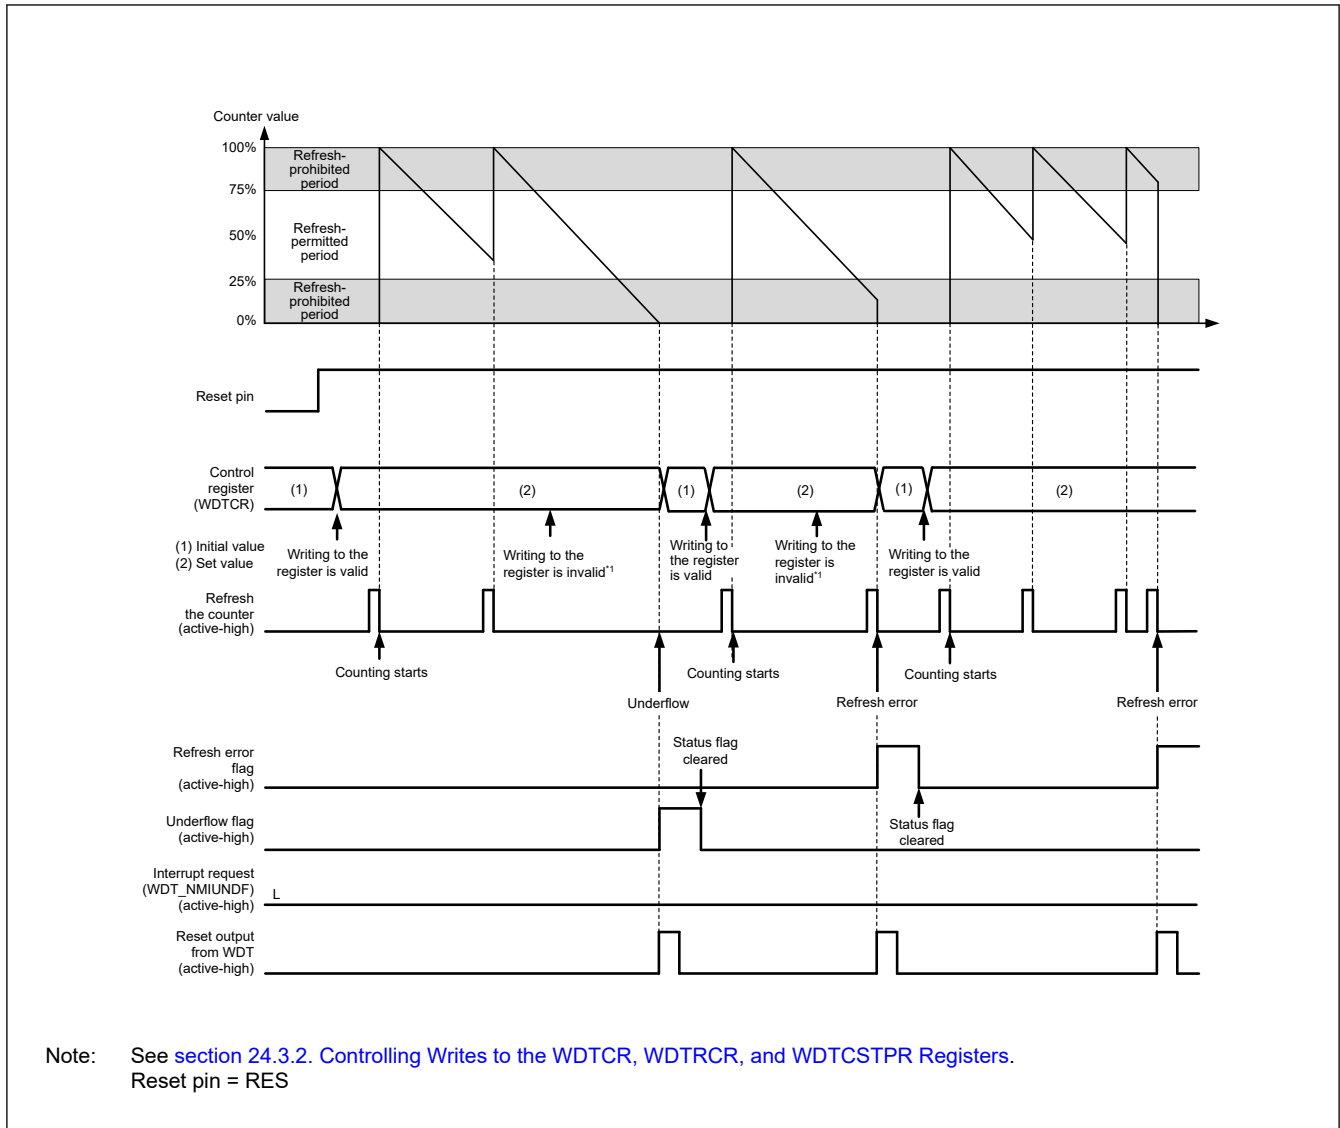 Counter value
100%
Refresh-
prohibited
period
75%
Refresh-
permitted
period
50%
25%
Refresh-
prohibited
period
0%
Reset pin
Control
register
(WDTCR)
(1)
(2)
(1)
(2)
(1)
(2)
(1) Initial value
(2) Set value
Writing to the
register is valid
Writing to the
register is invalid*1
Writing to
the register
is valid
Writing to the
register is
invalid*1
Writing to the
register is valid
Refresh
the counter
(active-high)
Counting starts
Counting starts
Counting starts
Underflow
Refresh error
Refresh error
Refresh error
flag
(active-high)
Status flag
cleared
Underflow flag
(active-high)
Status flag
cleared
Interrupt request
(WDT_NMIUNDF)
(active-high)
L
Reset output
from WDT
(active-high)
Note: See section 24.3.2. Controlling Writes to the WDTCR, WDTRCR, and WDTCSTPR Registers.
Reset pin = RES